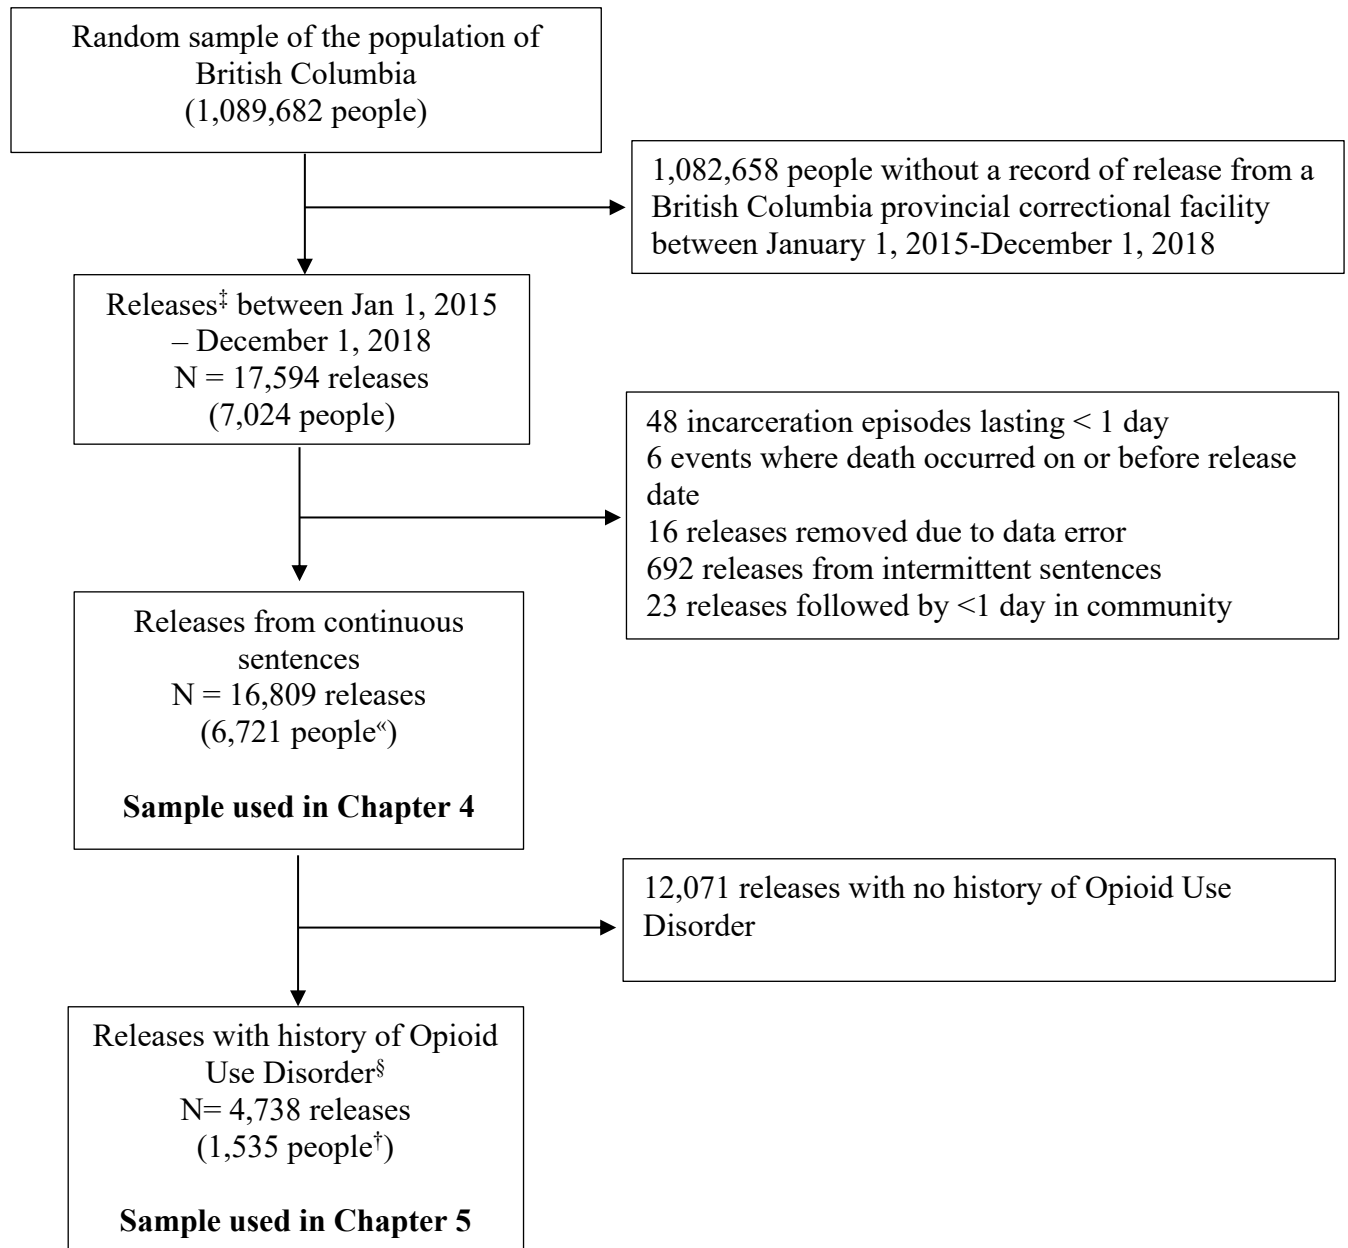 Random sample of the population of
British Columbia
(1,089,682 people)
1,082,658 people without a record of release from a
British Columbia provincial correctional facility
between January 1, 2015-December 1, 2018
Releases‡ between Jan 1, 2015
– December 1, 2018
N = 17,594 releases
(7,024 people)
48 incarceration episodes lasting < 1 day
6 events where death occurred on or before release
date
16 releases removed due to data error
692 releases from intermittent sentences
23 releases followed by <1 day in community
Releases from continuous
sentences
N = 16,809 releases
(6,721 people«)
Sample used in Chapter 4
12,071 releases with no history of Opioid Use
Disorder
Releases with history of Opioid
Use Disorder§
N= 4,738 releases
(1,535 people†)
Sample used in Chapter 5